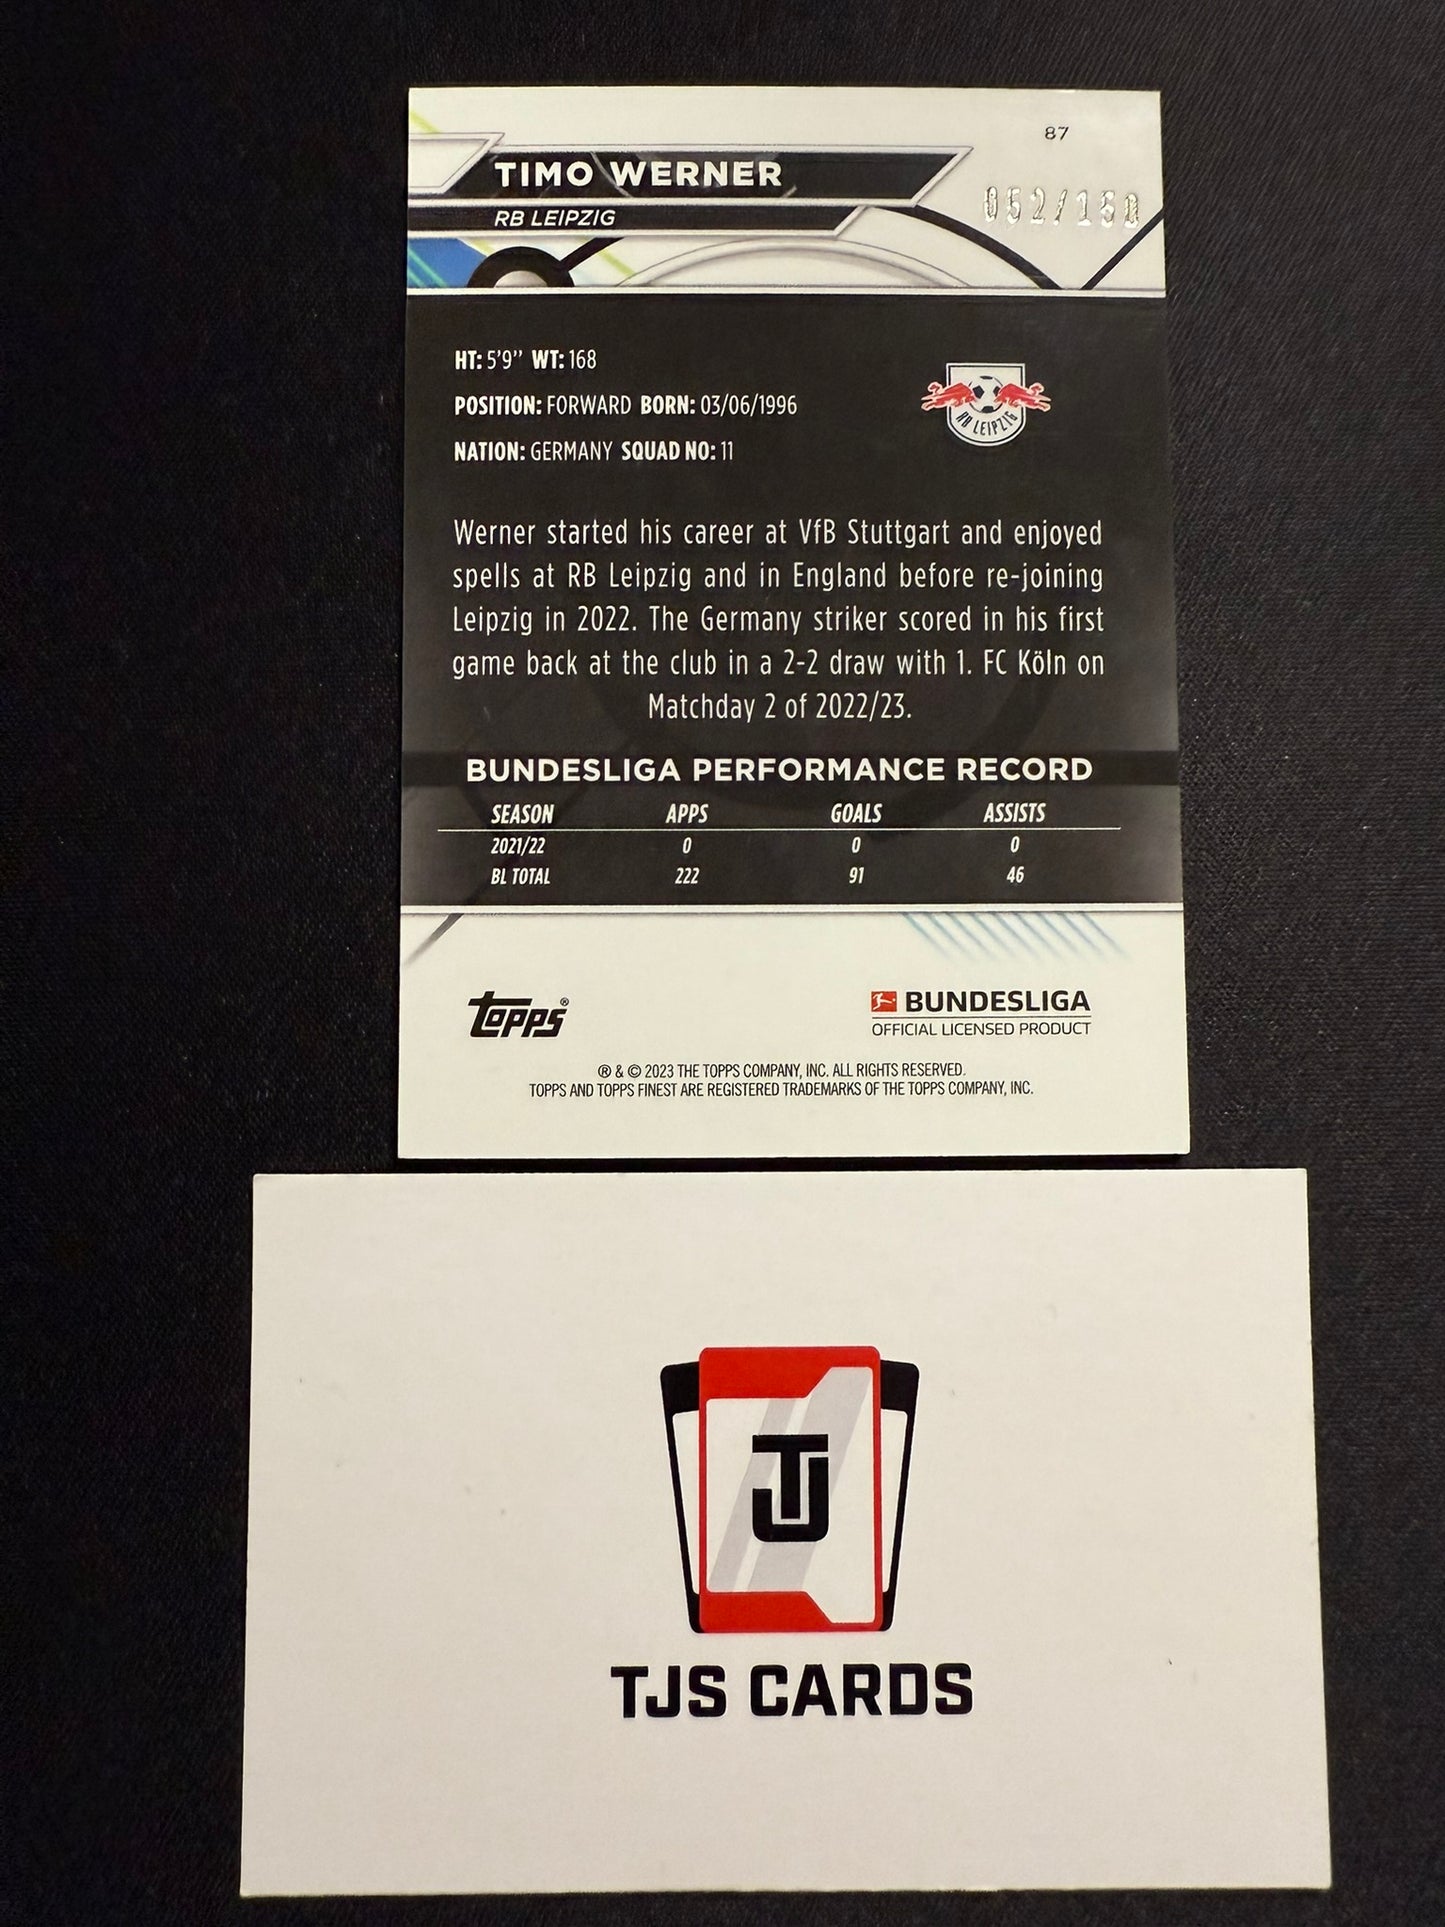 87
TIMO WERNER
052/150
RB LEIPZIG
HT: 5'9'' WT: 168
POSITION: FORWARD BORN: 03/06/1996
NATION: GERMANY SQUAD NO: 11
RB LEIPZIG
Werner started his career at VfB Stuttgart and enjoyed
spells at RB Leipzig and in England before re-joining
Leipzig in 2022. The Germany striker scored in his first
game back at the club in a 2-2 draw with 1. FC Köln on
Matchday 2 of 2022/23.
BUNDESLIGA PERFORMANCE RECORD
SEASON APPS GOALS ASSISTS
2021/22 0 0 0
BL TOTAL 222 91 46
Topps®
BUNDESLIGA
OFFICIAL LICENSED PRODUCT
® & © 2023 THE TOPPS COMPANY, INC. ALL RIGHTS RESERVED.
TOPPS AND TOPPS FINEST ARE REGISTERED TRADEMARKS OF THE TOPPS COMPANY, INC.
TJ
TJS CARDS